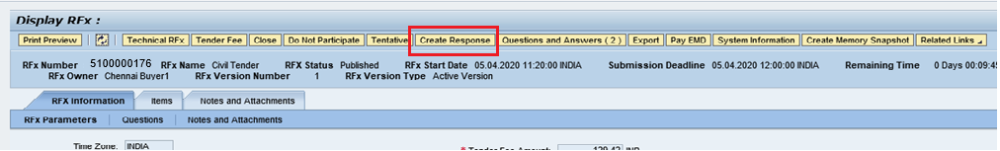 Display RFx :
Print Preview Technical RFx Tender Fee Close Do Not Participate Tentative Create Response Questions and Answers ( 2 ) Export Pay EMD System Information Create Memory Snapshot Related Links
RFx Number 5100000176 RFx Name Civil Tender RFX Status Published RFx Start Date 05.04.2020 11:20:00 INDIA Submission Deadline 05.04.2020 12:00:00 INDIA Remaining Time 0 Days 00:09:4
RFx Owner Chennai Buyer1 RFx Version Number 1 RFx Version Type Active Version
RFX Information Items Notes and Attachments
RFx Parameters Questions Notes and Attachments
Time Zone: INDIA * Tender Fee Amount: